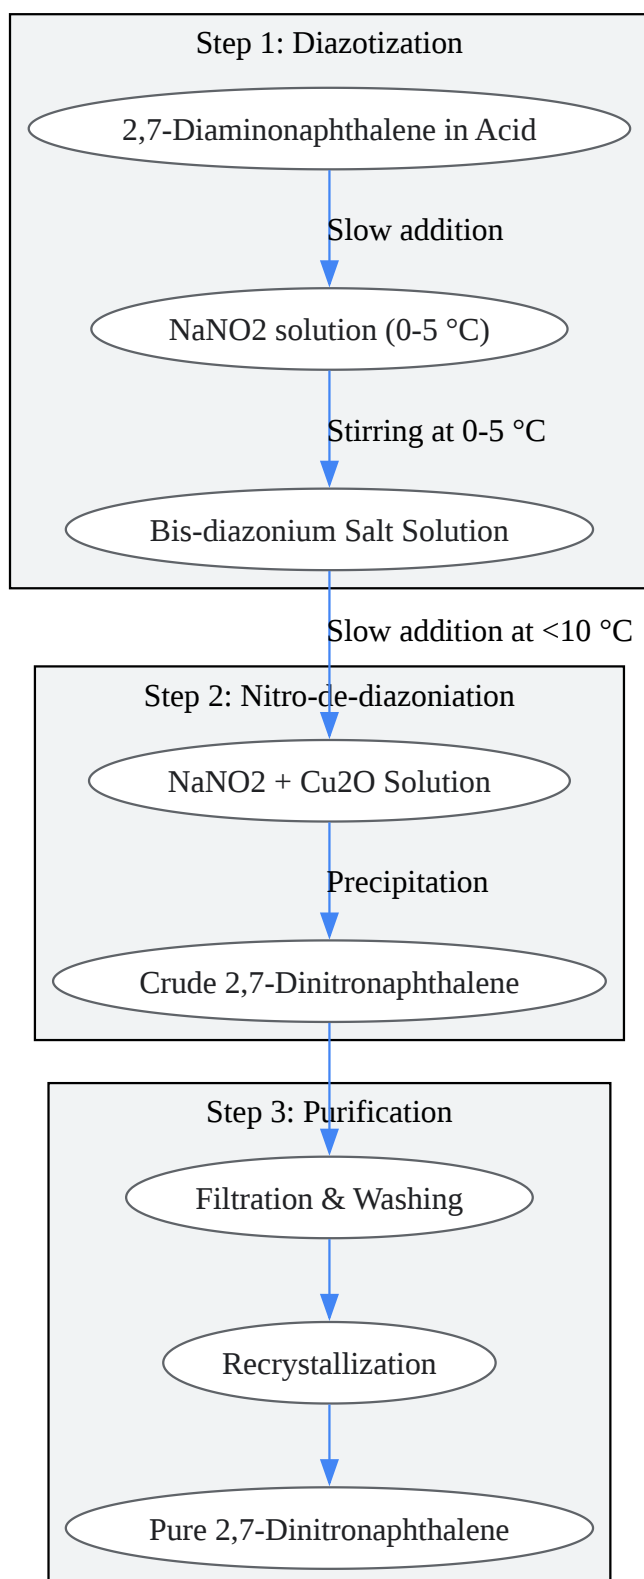 Step 1: Diazotization
2,7-Diaminonaphthalene in Acid
Slow addition
NaNO2 solution (0-5 °C)
Stirring at 0-5 °C
Bis-diazonium Salt Solution
Slow addition at <10 °C
Step 2: Nitro-de-diazoniation
NaNO2 + Cu2O Solution
Precipitation
Crude 2,7-Dinitronaphthalene
Step 3: Purification
Filtration & Washing
Recrystallization
Pure 2,7-Dinitronaphthalene